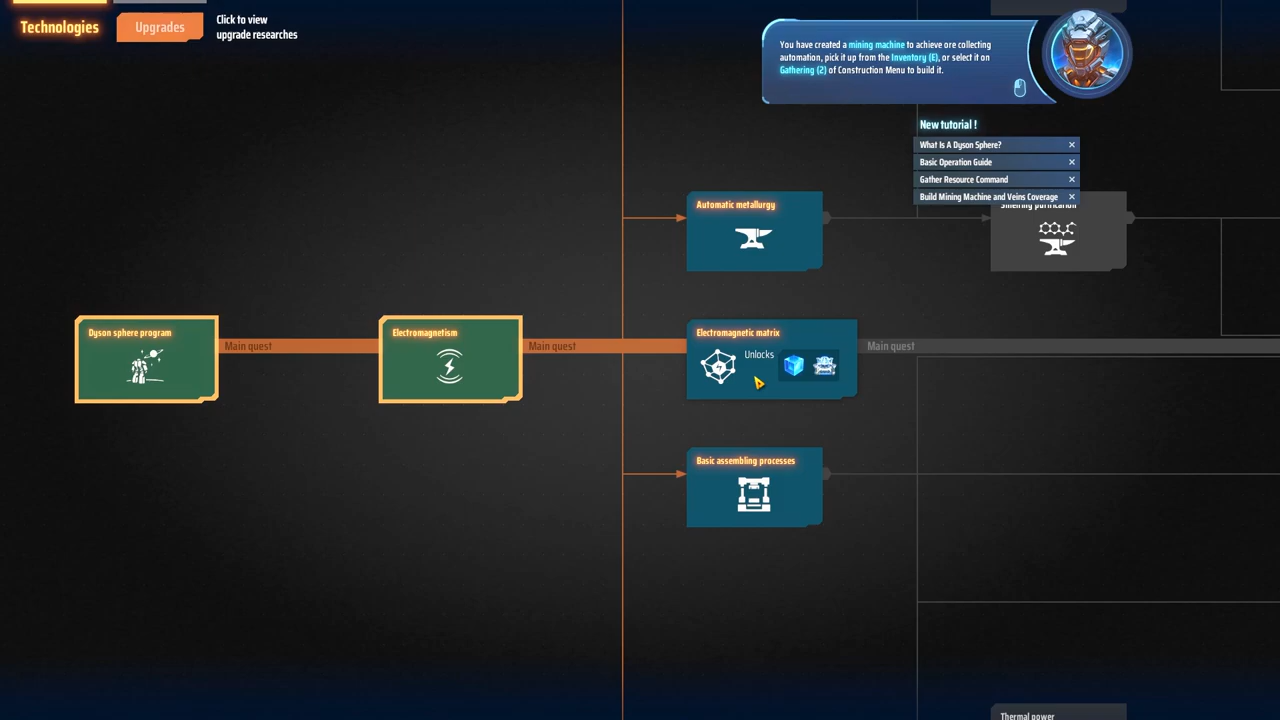 Technologies
Upgrades
Click to view
upgrade researches
You have created a mining machine to achieve ore collecting
automation, pick it up from the Inventory (E), or select it on
Gathering (2) of Construction Menu to build it.
New tutorial !
What Is A Dyson Sphere?
Basic Operation Guide
Gather Resource Command
Build Mining Machine and Veins Coverage
Automatic metallurgy
Smelting purification
Dyson sphere program
Main quest
Electromagnetism
Main quest
Electromagnetic matrix
Unlocks
Main quest
Basic assembling processes
Thermal power